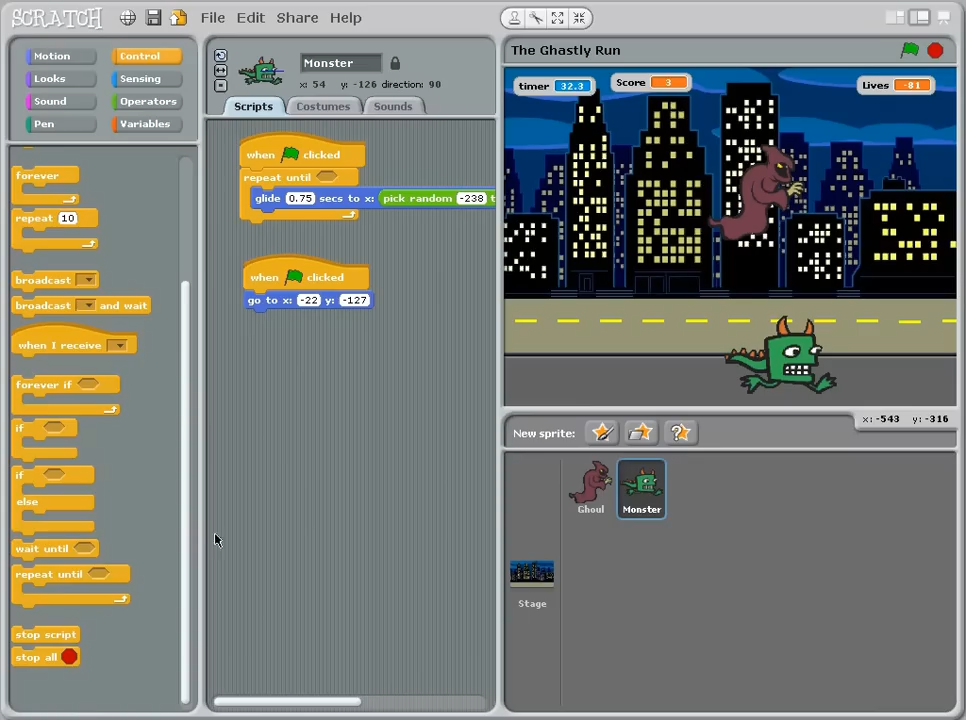 SCRATCH File Edit Share Help
Motion Control
Looks Sensing
Sound Operators
Pen Variables
forever
repeat 10
broadcast
broadcast and wait
when I receive
forever if
if
if
else
wait until
repeat until
stop script
stop all
Monster
x: 54 y: -126 direction: 90
Scripts Costumes Sounds
when clicked
repeat until
glide 0.75 secs to x: pick random -238 t
when clicked
go to x: -22 y: -127
The Ghastly Run
timer 32.3 Score 3 Lives -81
x: -543 y: -316
New sprite:
Ghoul Monster
Stage